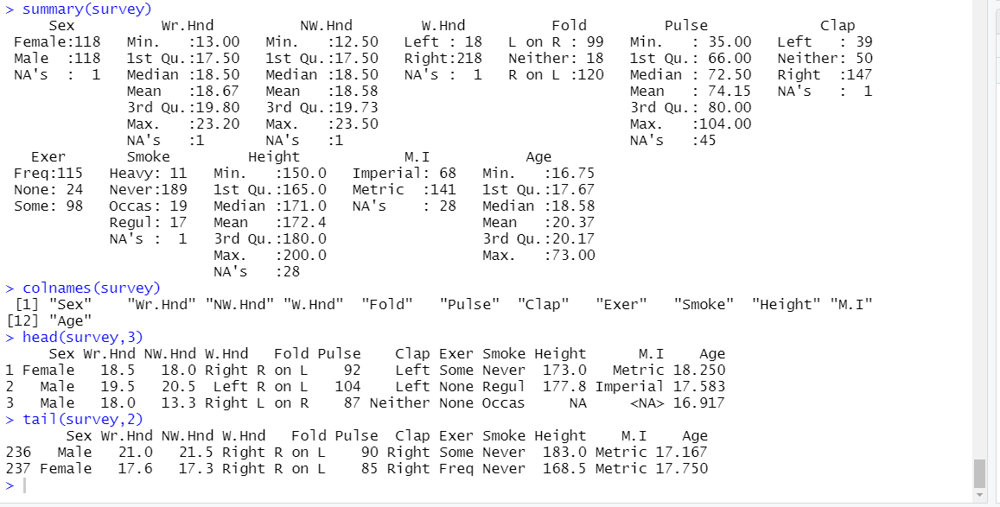 > summary(survey)
     Sex          Wr.Hnd          NW.Hnd        W.Hnd          Fold         Pulse            Clap
 Female:118   Min.   :13.00   Min.   :12.50   Left : 18   L on R : 99   Min.   : 35.00   Left   : 39
 Male  :118   1st Qu.:17.50   1st Qu.:17.50   Right:218   Neither: 18   1st Qu.: 66.00   Neither: 50
 NA's  :  1   Median :18.50   Median :18.50   NA's :  1   R on L :120   Median : 72.50   Right  :147
              Mean   :18.67   Mean   :18.58                             Mean   : 74.15   NA's   :  1
              3rd Qu.:19.80   3rd Qu.:19.73                             3rd Qu.: 80.00
              Max.   :23.20   Max.   :23.50                             Max.   :104.00
              NA's   :1       NA's   :1                                 NA's   :45
   Exer       Smoke         Height            M.I           Age
 Freq:115   Heavy: 11   Min.   :150.0   Imperial: 68   Min.   :16.75
 None: 24   Never:189   1st Qu.:165.0   Metric  :141   1st Qu.:17.67
 Some: 98   Occas: 19   Median :171.0   NA's    : 28   Median :18.58
            Regul: 17   Mean   :172.4                  Mean   :20.37
            NA's :  1   3rd Qu.:180.0                  3rd Qu.:20.17
                        Max.   :200.0                  Max.   :73.00
                        NA's   :28
> colnames(survey)
 [1] "Sex"    "Wr.Hnd" "NW.Hnd" "W.Hnd"  "Fold"   "Pulse"  "Clap"   "Exer"   "Smoke"  "Height" "M.I"
[12] "Age"
> head(survey,3)
     Sex Wr.Hnd NW.Hnd W.Hnd   Fold Pulse    Clap Exer Smoke Height      M.I    Age
1 Female   18.5   18.0 Right R on L    92    Left Some Never  173.0   Metric 18.250
2   Male   19.5   20.5  Left R on L   104    Left None Regul  177.8 Imperial 17.583
3   Male   18.0   13.3 Right L on R    87 Neither None Occas     NA     <NA> 16.917
> tail(survey,2)
       Sex Wr.Hnd NW.Hnd W.Hnd   Fold Pulse  Clap Exer Smoke Height    M.I    Age
236   Male   21.0   21.5 Right R on L    90 Right Some Never  183.0 Metric 17.167
237 Female   17.6   17.3 Right R on L    85 Right Freq Never  168.5 Metric 17.750
>